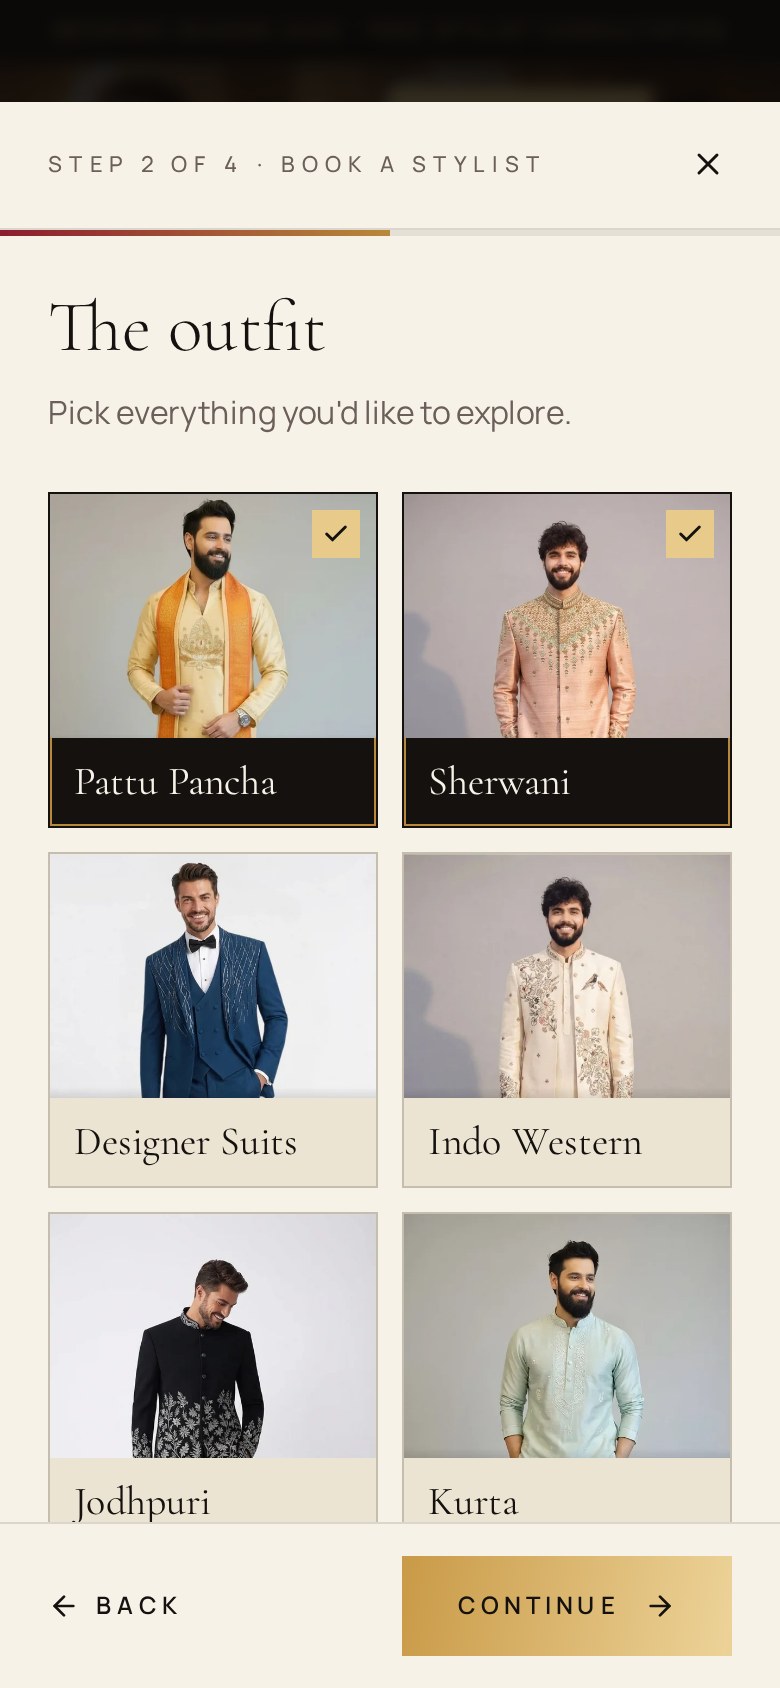 STEP 2 OF 4 · BOOK A STYLIST
The outfit
Pick everything you'd like to explore.
Pattu Pancha
Sherwani
Designer Suits
Indo Western
Jodhpuri
Kurta
BACK
CONTINUE